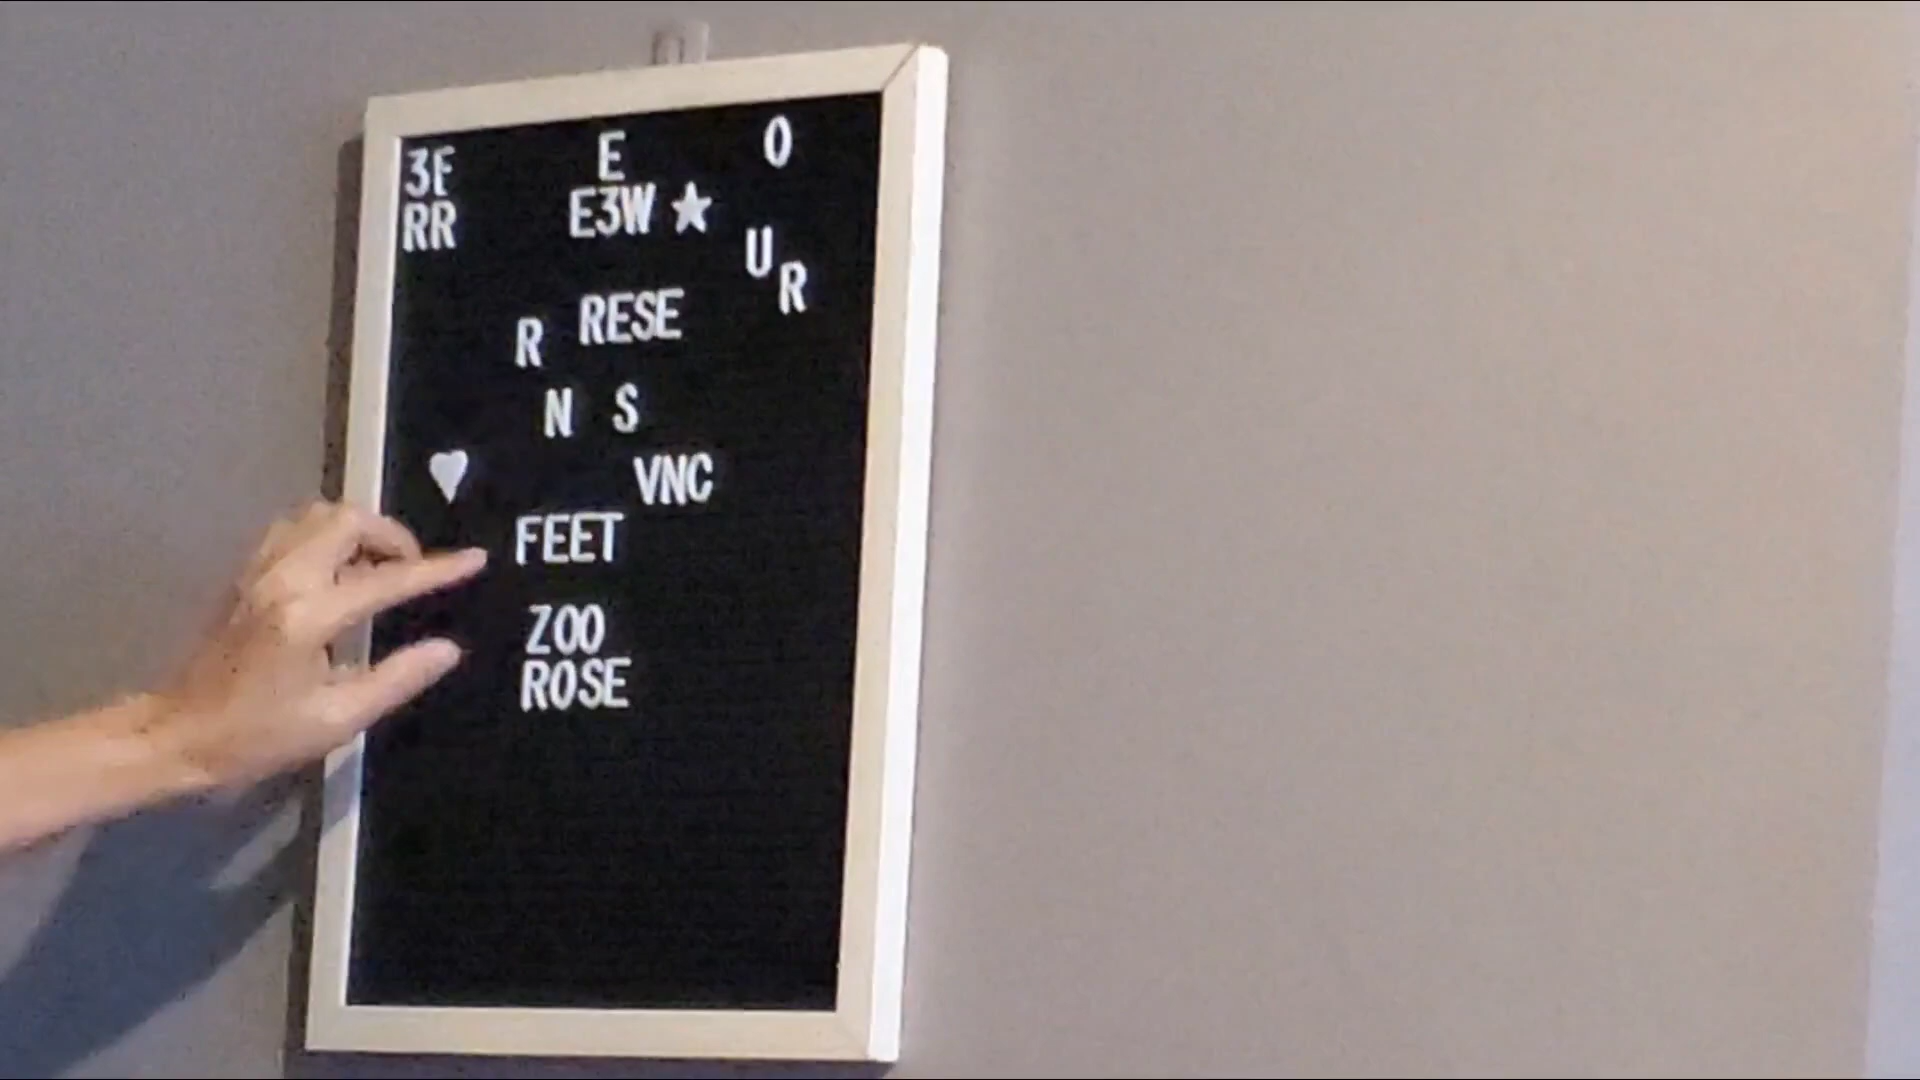 3E E O
RR E3W ★
U
R
R RESE
N S
♥ VNC
FEET
ZOO
ROSE